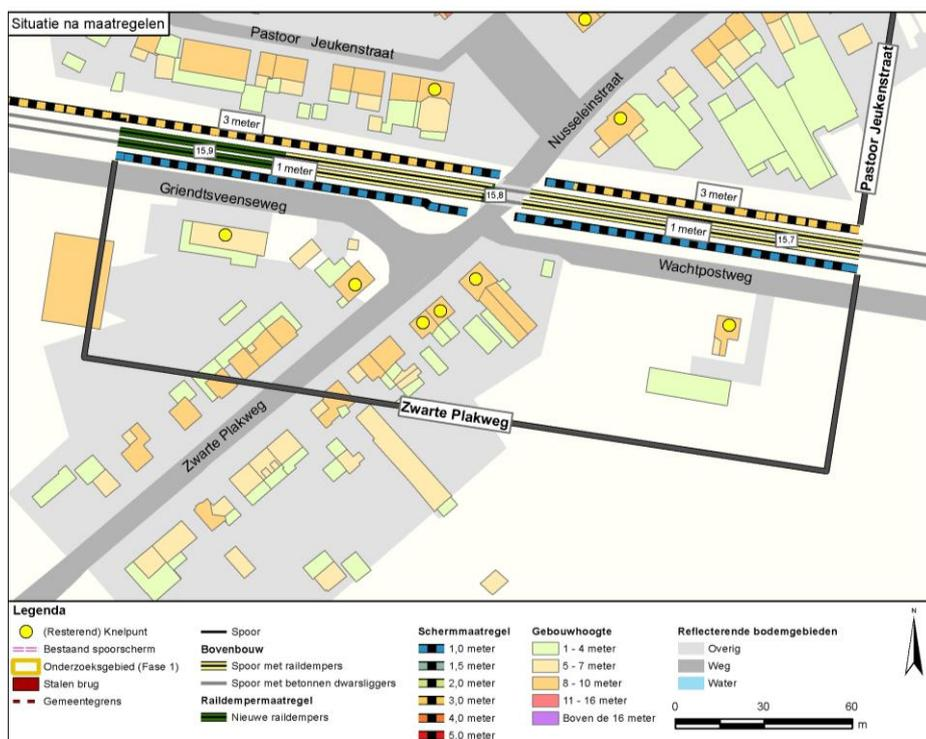 Situatie na maatregelen
Pastoor Jeukenstraat
Nusseleinstraat
Pastoor Jeukenstraat
3 meter
15,9
1 meter
15,8
3 meter
1 meter
15,7
Griendtsveenseweg
Wachtpostweg
Zwarte Plakweg
Zwarte Plakweg
Legenda
(Resterend) Knelpunt
Bestaand spoorscherm
Onderzoeksgebied (Fase 1)
Stalen brug
Gemeentegrens
Spoor
Bovenbouw
Spoor met raildempers
Spoor met betonnen dwarsliggers
Raildempermaatregel
Nieuwe raildempers
Schermmaatregel
1,0 meter
1,5 meter
2,0 meter
3,0 meter
4,0 meter
5,0 meter
Gebouwhoogte
1 - 4 meter
5 - 7 meter
8 - 10 meter
11 - 16 meter
Boven de 16 meter
Reflecterende bodemgebieden
Overig
Weg
Water
0 30 60
m
N